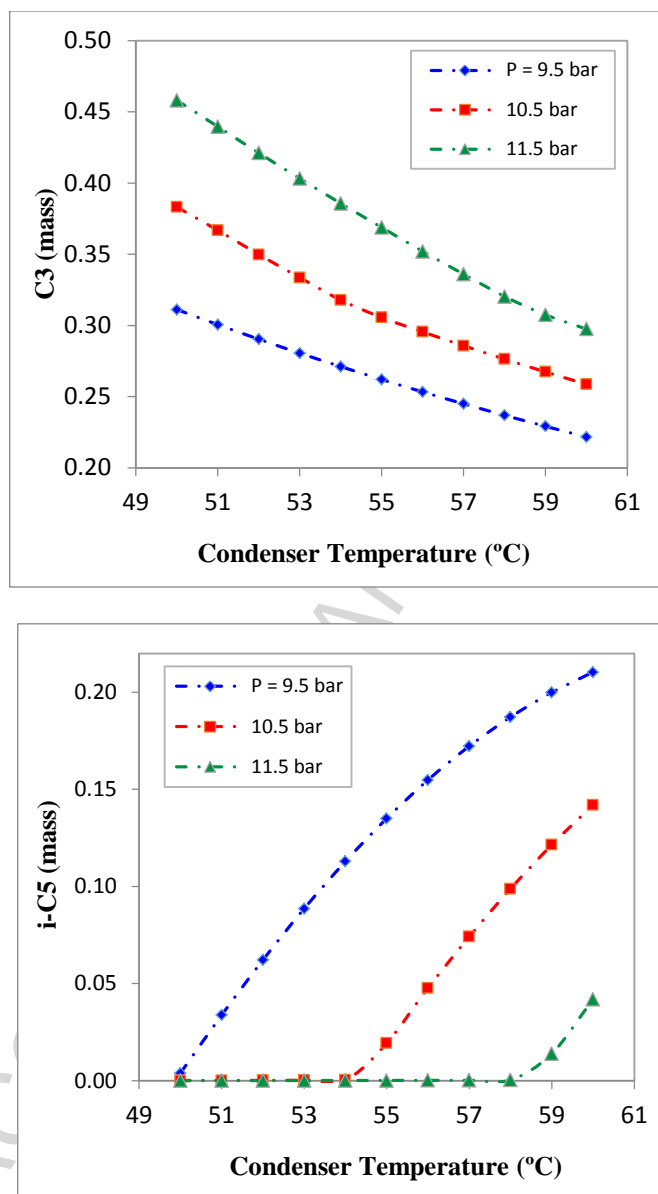 0.50
0.45
0.40
0.35
0.30
0.25
0.20
C3 (mass)
P = 9.5 bar
10.5 bar
11.5 bar
49 51 53 55 57 59 61
Condenser Temperature (ºC)
0.20
0.15
0.10
0.05
0.00
i-C5 (mass)
P = 9.5 bar
10.5 bar
11.5 bar
49 51 53 55 57 59 61
Condenser Temperature (ºC)